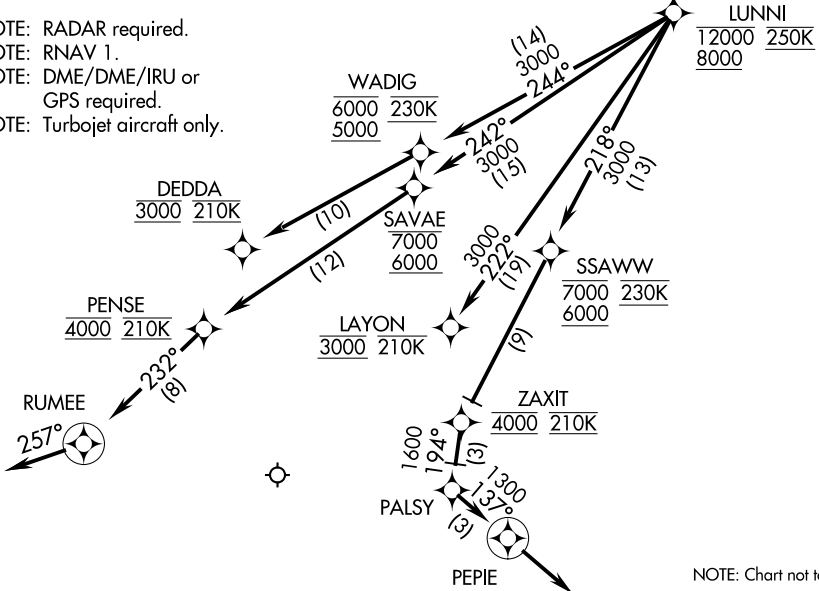 OTE: RADAR required.
OTE: RNAV 1.
OTE: DME/DME/IRU or
GPS required.
OTE: Turbojet aircraft only.
LUNNI
12000 250K
8000
(14)
3000
244°
WADIG
6000 230K
5000
242°
3000
(15)
218°
3000
(13)
DEDDA
3000 210K
(10)
SAVAE
7000
6000
(12)
3000
222°
(19)
SSAWW
7000 230K
6000
PENSE
4000 210K
LAYON
3000 210K
(9)
232°
(8)
RUMEE
257°
ZAXIT
4000 210K
1600
194°
(3)
PALSY
1300
137°
(3)
PEPIE
NOTE: Chart not t